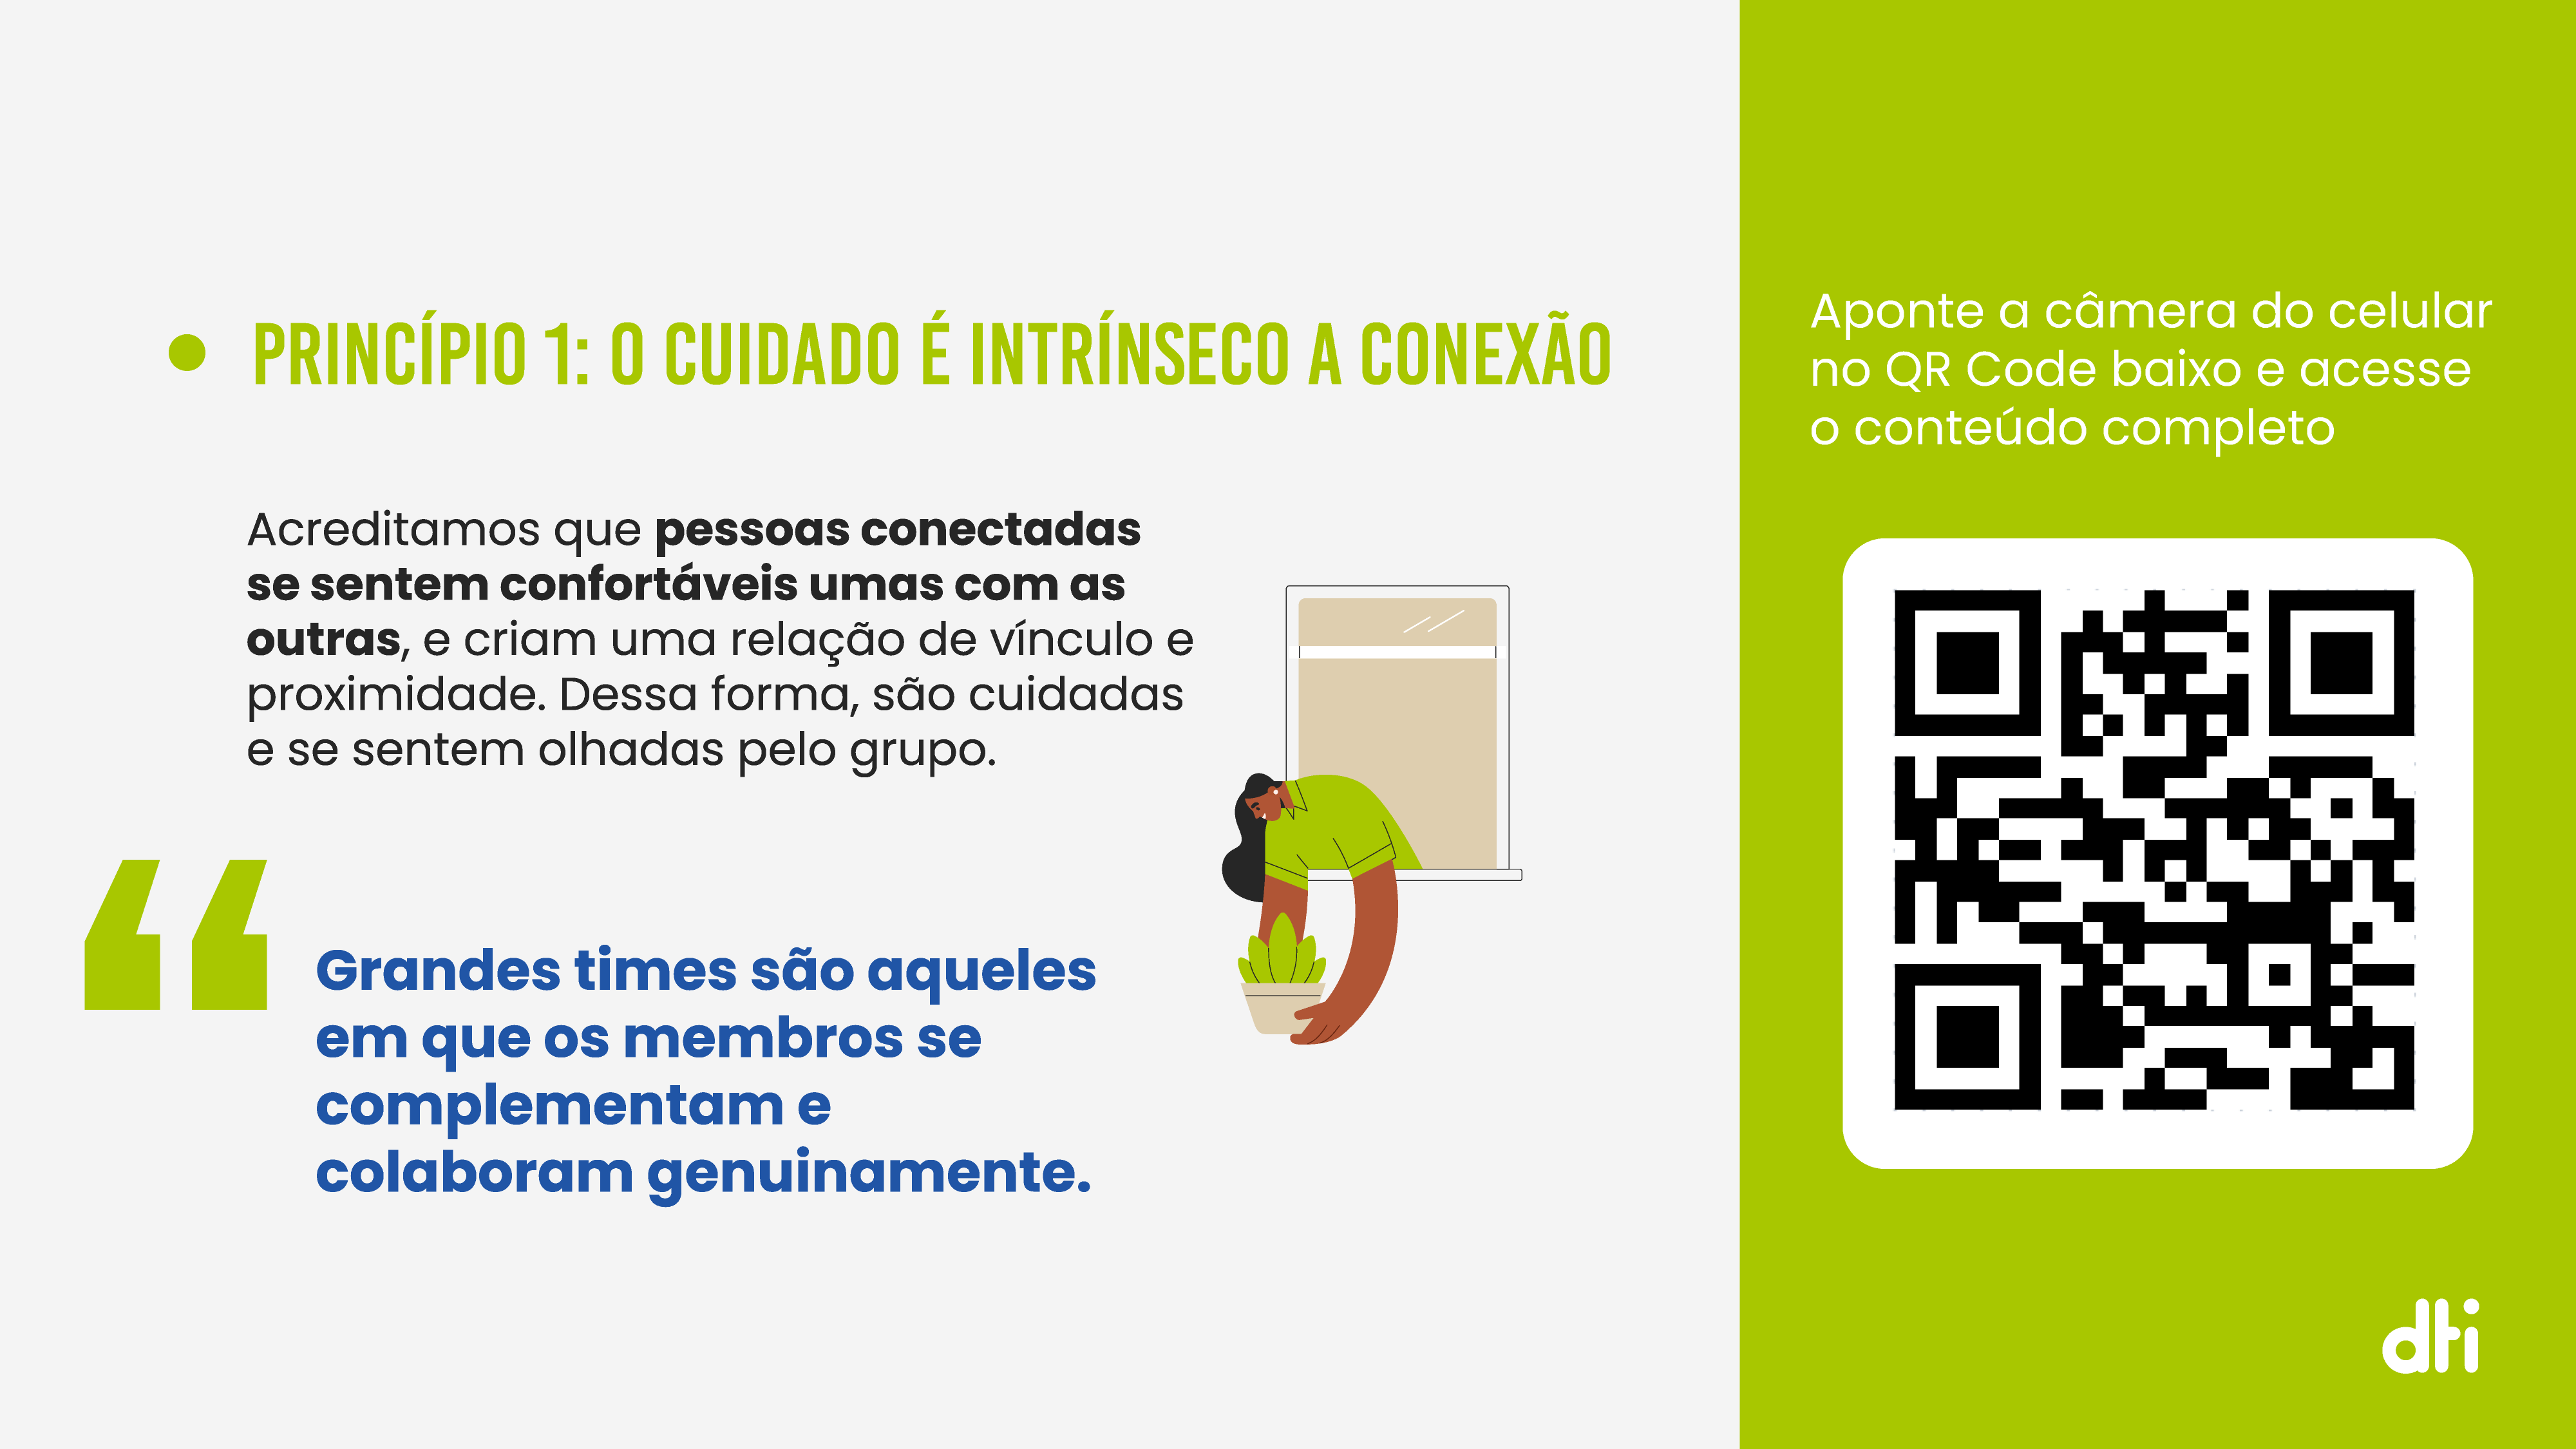 PRINCÍPIO 1: O CUIDADO É INTRÍNSECO A CONEXÃO
Acreditamos que pessoas conectadas
se sentem confortáveis umas com as
outras, e criam uma relação de vínculo e
proximidade. Dessa forma, são cuidadas
e se sentem olhadas pelo grupo.
“
Grandes times são aqueles
em que os membros se
complementam e
colaboram genuinamente.
Aponte a câmera do celular
no QR Code baixo e acesse
o conteúdo completo
dti